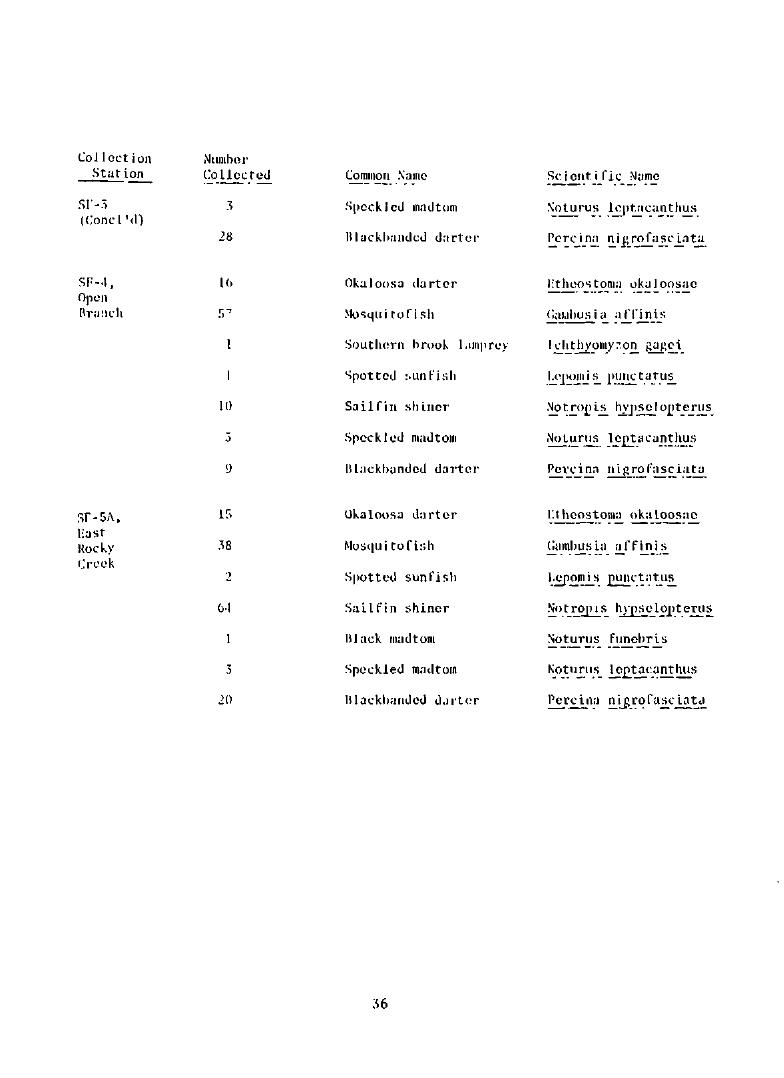 Collection Number
Station Collected Common Name Scientific Name
SF-3 3 Speckled madtom Noturus leptacanthus
(Concl'd)
28 Blackbanded darter Percina nigrofasciata
SF-4, 16 Okaloosa darter Etheostoma okaloosae
Open
Branch 57 Mosquitofish Gambusia affinis
1 Southern brook lamprey Ichthyomyzon gagei
1 Spotted sunfish Lepomis punctatus
10 Sailfin shiner Notropis hypselopterus
Speckled madtom Noturus leptacanthus
9 Blackbanded darter Percina nigrofasciata
SF-5A, 15 Okaloosa darter Etheostoma okaloosae
East
Rocky 38 Mosquitofish Gambusia affinis
Creek
2 Spotted sunfish Lepomis punctatus
64 Sailfin shiner Notropis hypselopterus
1 Black madtom Noturus funebris
3 Speckled madtom Noturus leptacanthus
20 Blackbanded darter Percina nigrofasciata
36